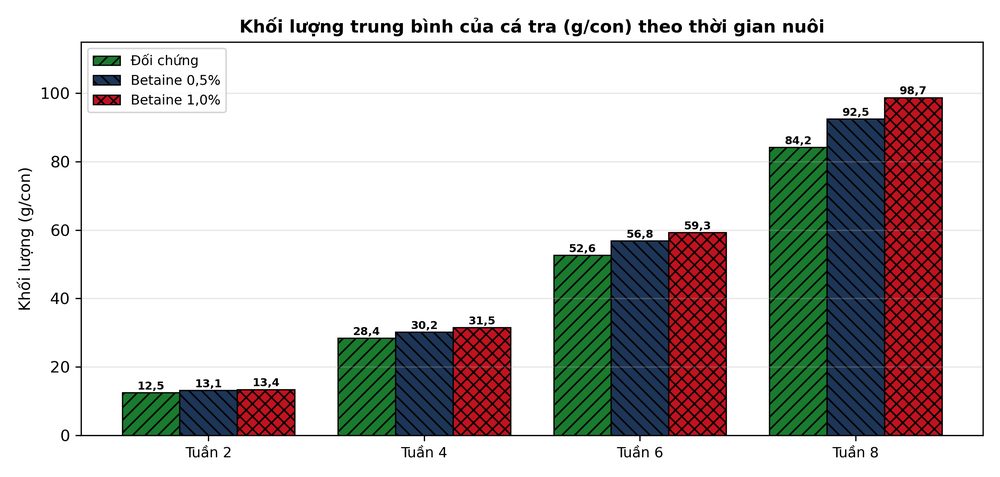 Khối lượng trung bình của cá tra (g/con) theo thời gian nuôi
Đối chứng
Betaine 0,5%
Betaine 1,0%
Khối lượng (g/con)
100
80
60
40
20
0
12,5
13,1
13,4
28,4
30,2
31,5
52,6
56,8
59,3
84,2
92,5
98,7
Tuần 2
Tuần 4
Tuần 6
Tuần 8